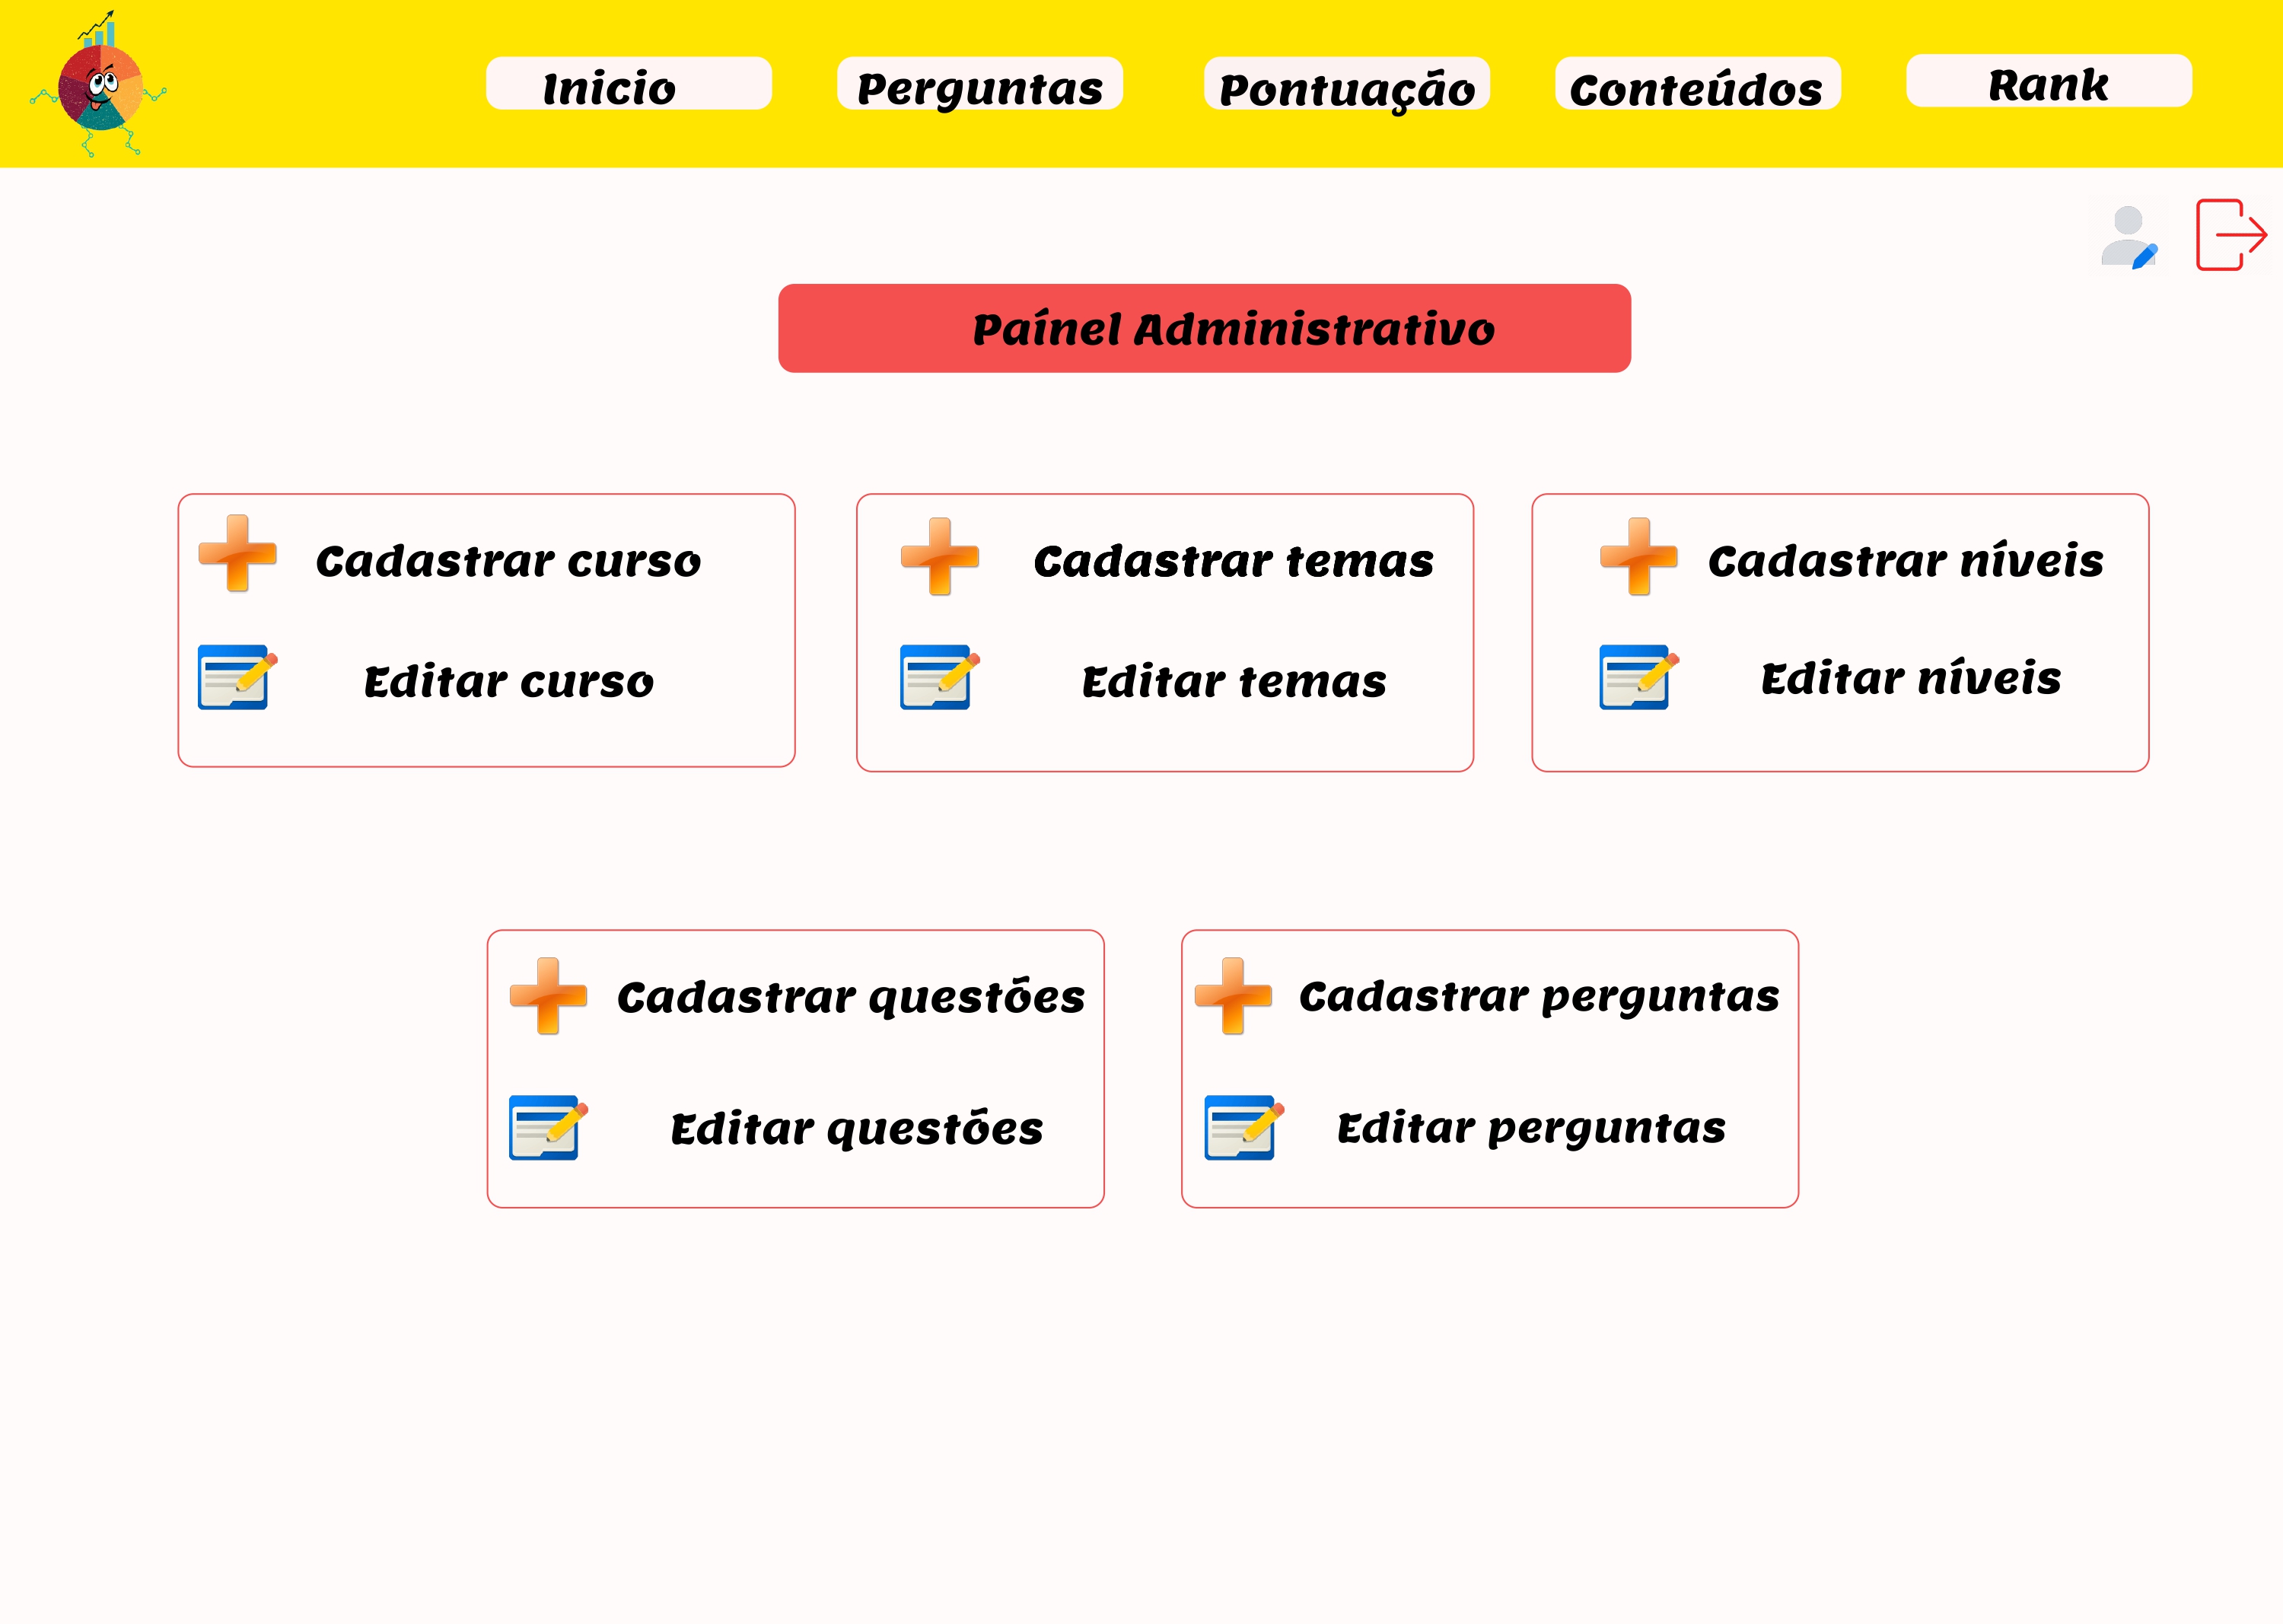 Inicio
Perguntas
Pontuação
Conteúdos
Rank
Paínel Administrativo
Cadastrar curso
Editar curso
Cadastrar temas
Editar temas
Cadastrar níveis
Editar níveis
Cadastrar questões
Editar questões
Cadastrar perguntas
Editar perguntas